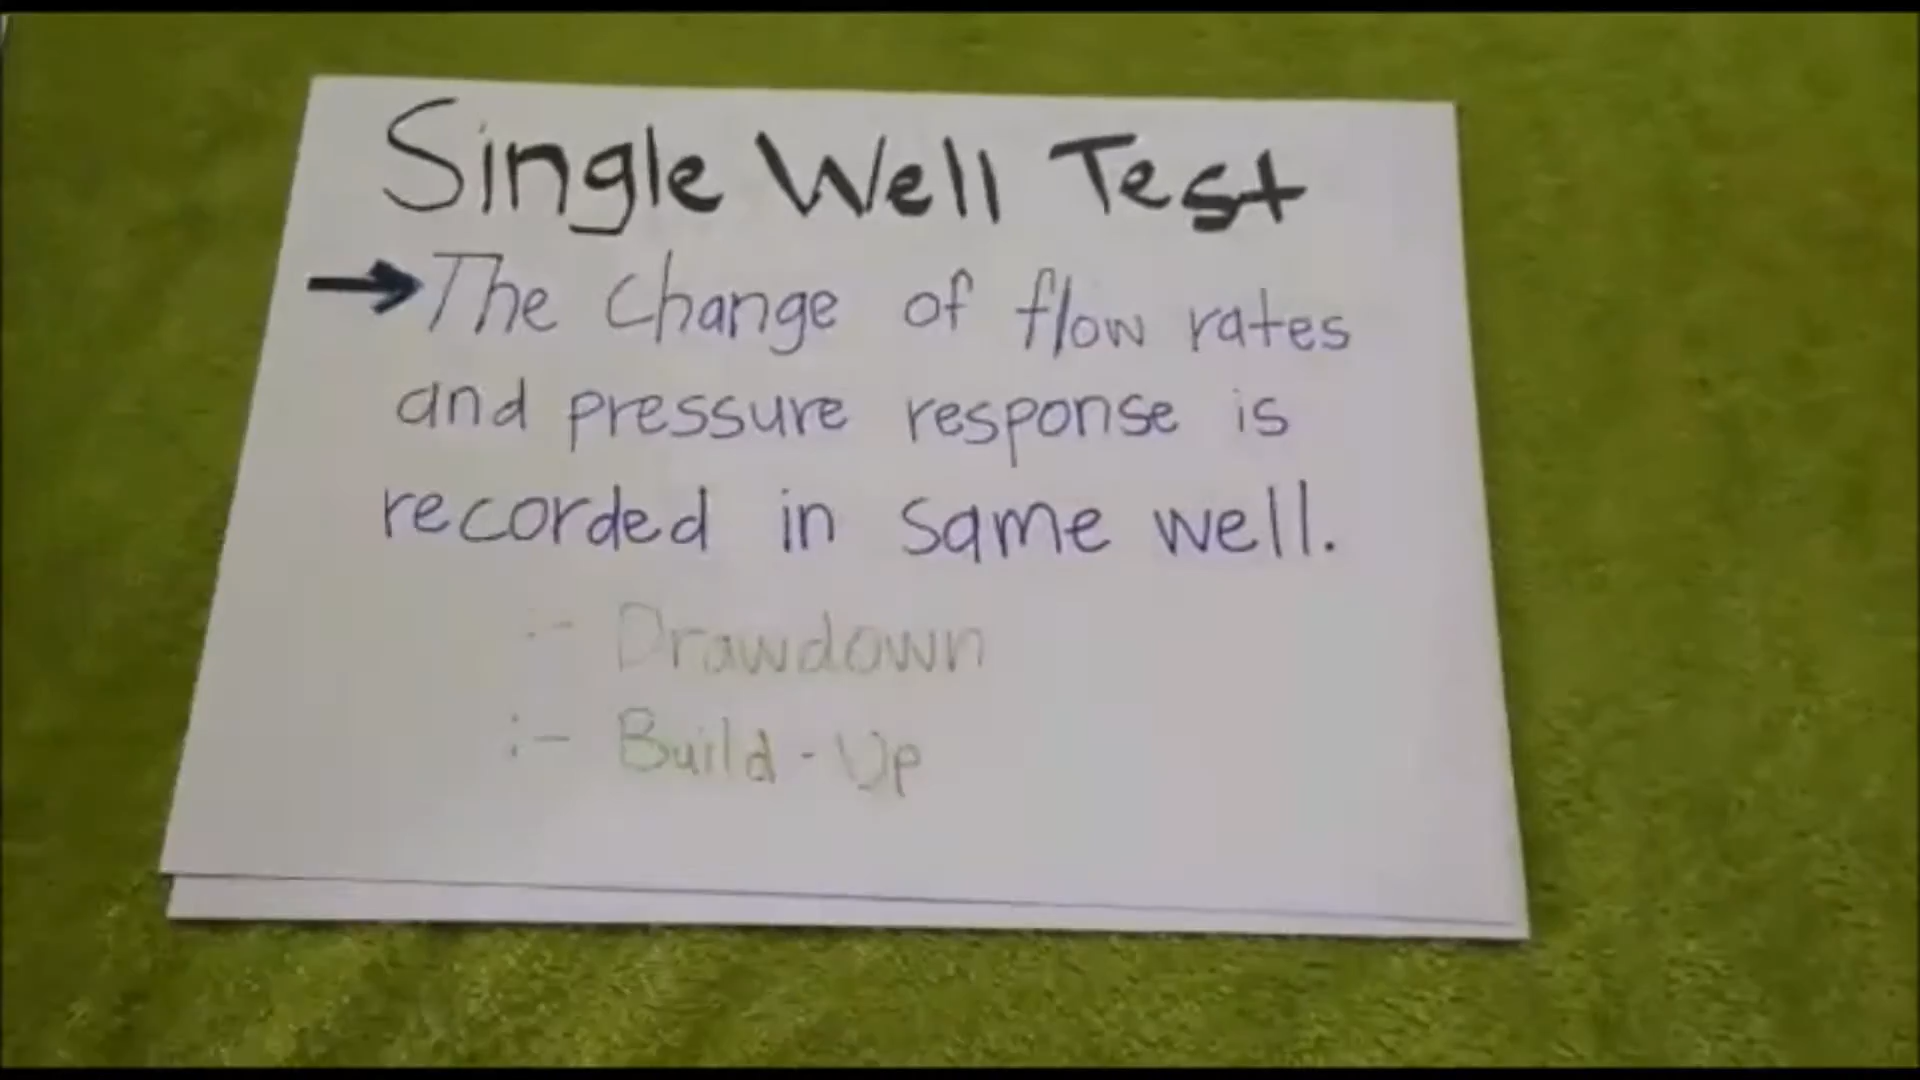 Single Well Test
→The Change of flow rates
and pressure response is
recorded in same well.
:- Drawdown
:- Build-Up